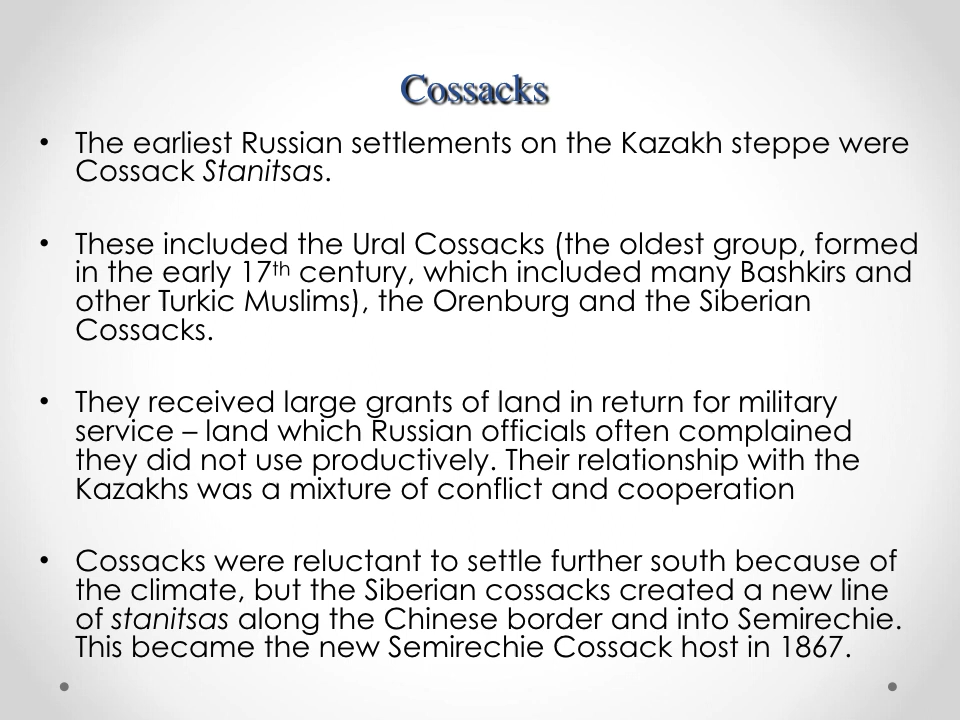 Cossacks
• The earliest Russian settlements on the Kazakh steppe were
Cossack Stanitsas.
• These included the Ural Cossacks (the oldest group, formed
in the early 17th century, which included many Bashkirs and
other Turkic Muslims), the Orenburg and the Siberian
Cossacks.
• They received large grants of land in return for military
service – land which Russian officials often complained
they did not use productively. Their relationship with the
Kazakhs was a mixture of conflict and cooperation
• Cossacks were reluctant to settle further south because of
the climate, but the Siberian cossacks created a new line
of stanitsas along the Chinese border and into Semirechie.
This became the new Semirechie Cossack host in 1867.